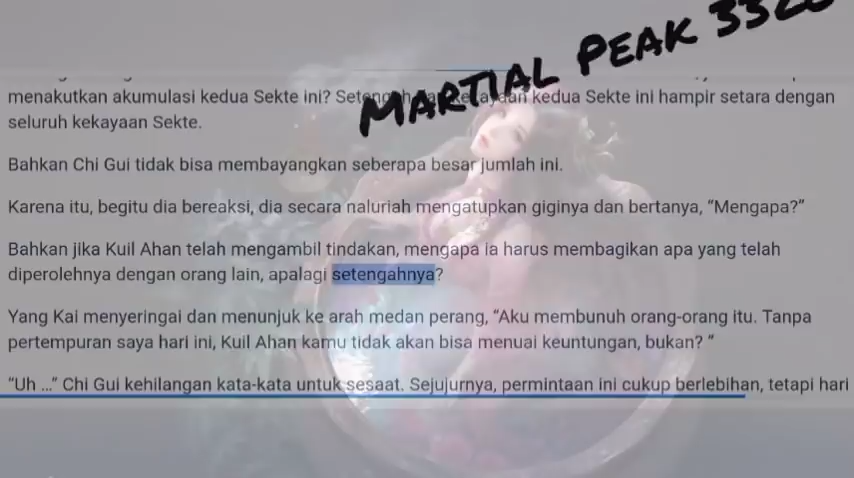 MARTIAL PEAK 332
menakutkan akumulasi kedua Sekte ini? kekayaan kedua Sekte ini hampir setara dengan
seluruh kekayaan Sekte.
Bahkan Chi Gui tidak bisa membayangkan seberapa besar jumlah ini.
Karena itu, begitu dia bereaksi, dia secara naluriah mengatupkan giginya dan bertanya, “Mengapa?”
Bahkan jika Kuil Ahan telah mengambil tindakan, mengapa ia harus membagikan apa yang telah
diperolehnya dengan orang lain, apalagi setengahnya?
Yang Kai menyeringai dan menunjuk ke arah medan perang, “Aku membunuh orang-orang itu. Tanpa
pertempuran saya hari ini, Kuil Ahan kamu tidak akan bisa menuai keuntungan, bukan? ”
“Uh ...” Chi Gui kehilangan kata-kata untuk sesaat. Sejujurnya, permintaan ini cukup berlebihan, tetapi hari